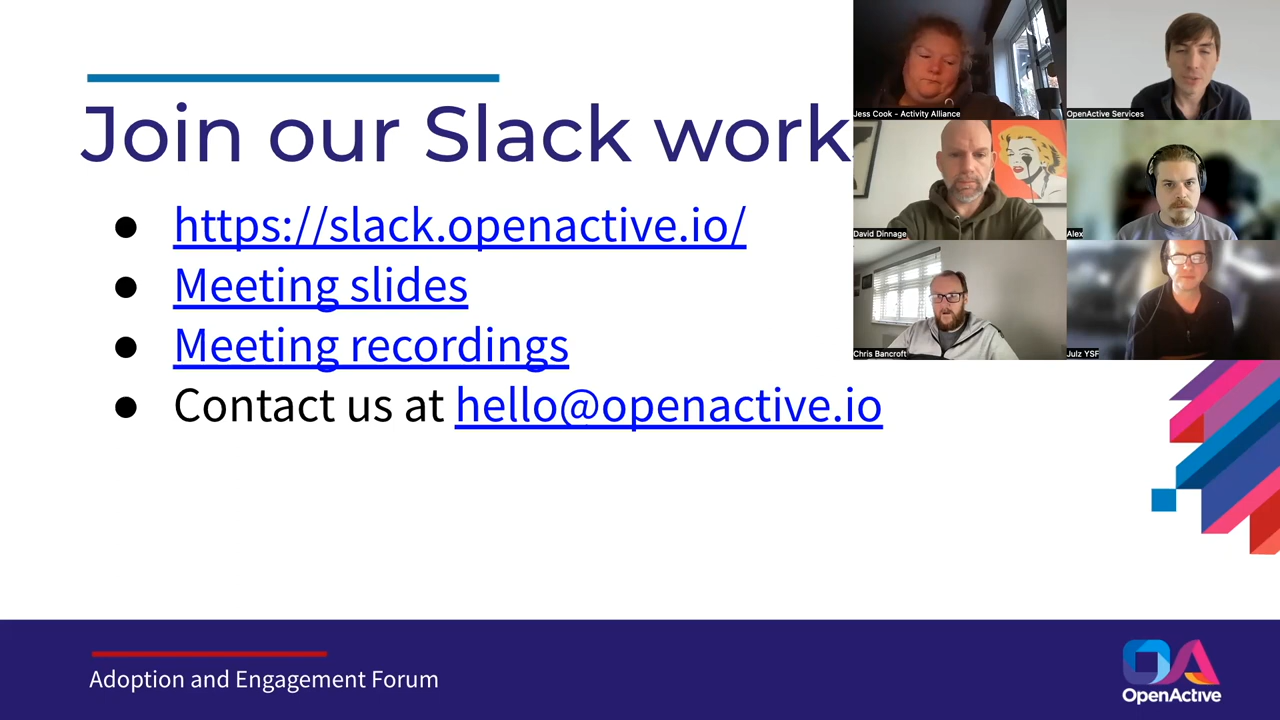 Join our Slack work
https://slack.openactive.io/
Meeting slides
Meeting recordings
Contact us at hello@openactive.io
Jess Cook - Activity Alliance
OpenActive Services
David Dinnage
Alex
Chris Bancroft
Julz YSF
Adoption and Engagement Forum
OA
OpenActive